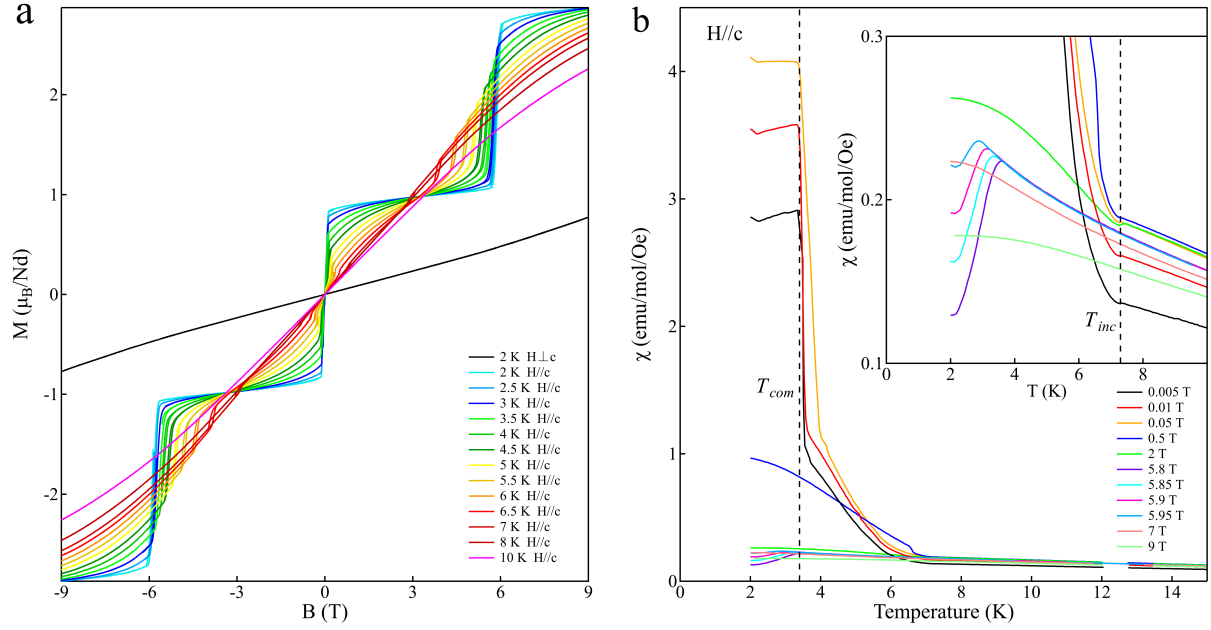 a
M (μB/Nd)
2
1
0
-1
-2
-9
-6
-3
0
3
6
9
B (T)
2 K H⊥c
2 K H//c
2.5 K H//c
3 K H//c
3.5 K H//c
4 K H//c
4.5 K H//c
5 K H//c
5.5 K H//c
6 K H//c
6.5 K H//c
7 K H//c
8 K H//c
10 K H//c
b
H//c
χ (emu/mol/Oe)
4
3
2
1
0
0
2
4
6
8
10
12
14
Temperature (K)
Tcom
χ (emu/mol/Oe)
0.3
0.2
0.1
0
2
4
6
8
T (K)
Tinc
0.005 T
0.01 T
0.05 T
0.5 T
2 T
5.8 T
5.85 T
5.9 T
5.95 T
7 T
9 T